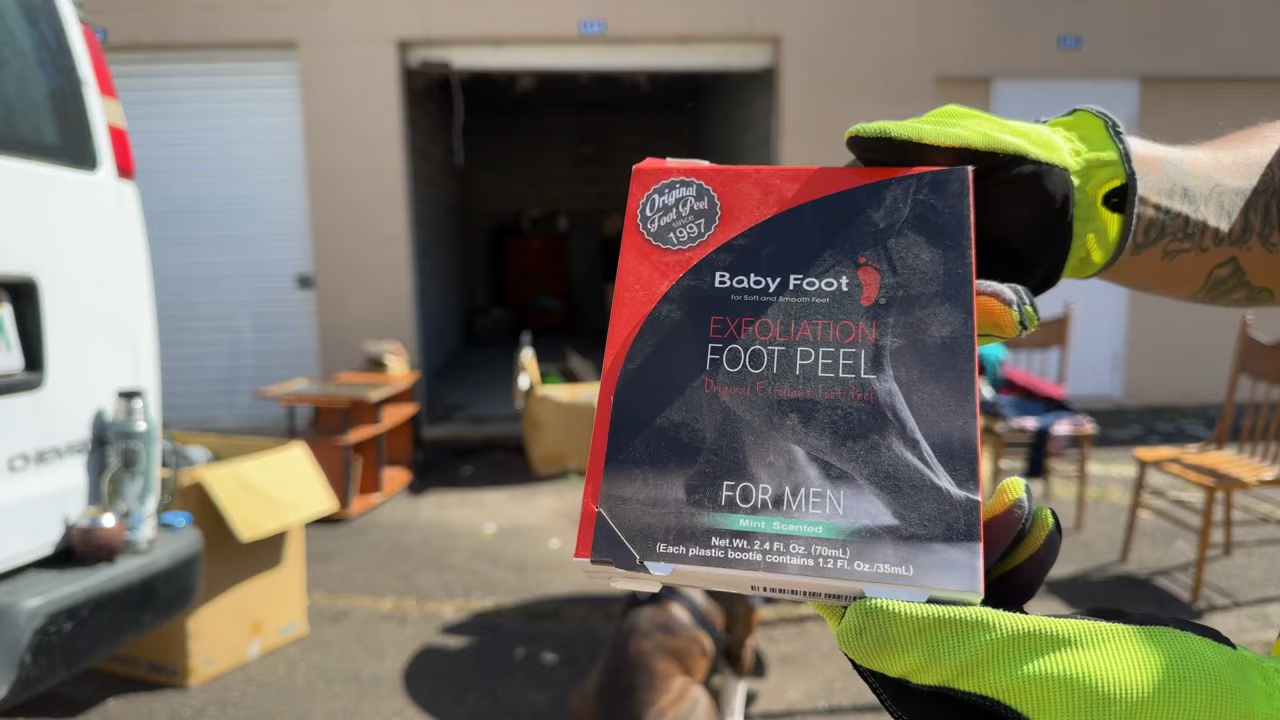 Original
Foot Peel
since
1997
Baby Foot
for Soft and Smooth Feet
EXFOLIATION
FOOT PEEL
Original Exfoliant Foot Peel
FOR MEN
Mint Scented
Net.Wt. 2.4 Fl. Oz. (70mL)
(Each plastic bootie contains 1.2 Fl. Oz./35mL)